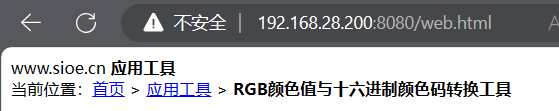 不安全 192.168.28.200:8080/web.html
www.sioe.cn 应用工具
当前位置：首页 > 应用工具 > RGB颜色值与十六进制颜色码转换工具